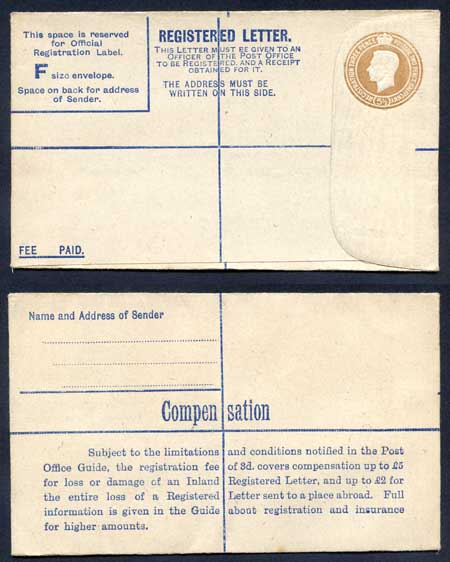 This space is reserved
for Official
Registration Label.
F size envelope.
Space on back for address
of Sender.
REGISTERED LETTER.
THIS LETTER MUST BE GIVEN TO AN
OFFICER OF THE POST OFFICE
TO BE REGISTERED, AND A RECEIPT
OBTAINED FOR IT.
THE ADDRESS MUST BE
WRITTEN ON THIS SIDE.
FEE PAID.
Name and Address of Sender
Compensation
Subject to the limitations and conditions notified in the Post
Office Guide, the registration fee of 3d. covers compensation up to £5
for loss or damage of an Inland Registered Letter, and up to £2 for
the entire loss of a Registered Letter sent to a place abroad. Full
information is given in the Guide about registration and insurance
for higher amounts.